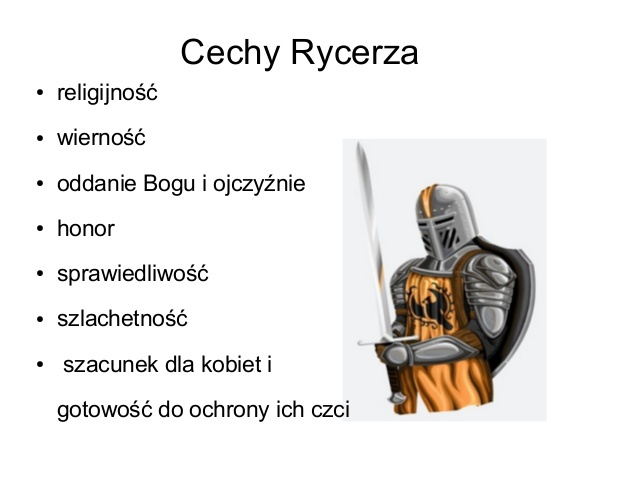 Cechy Rycerza
• religijność
• wierność
• oddanie Bogu i ojczyźnie
• honor
• sprawiedliwość
• szlachetność
• szacunek dla kobiet i
gotowość do ochrony ich czci